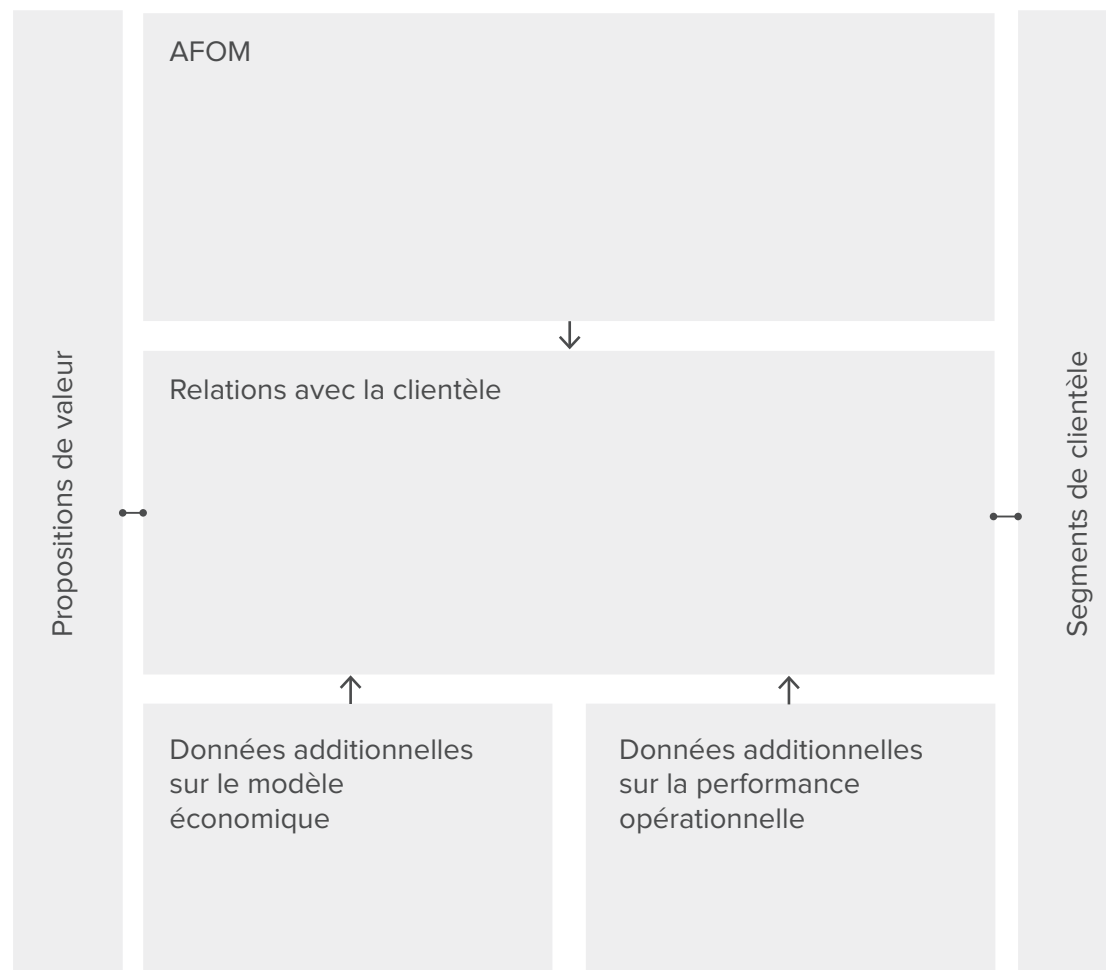 AFOM
Propositions de valeur
Relations avec la clientèle
Segments de clientèle
Données additionnelles
sur le modèle
économique
Données additionnelles
sur la performance
opérationnelle